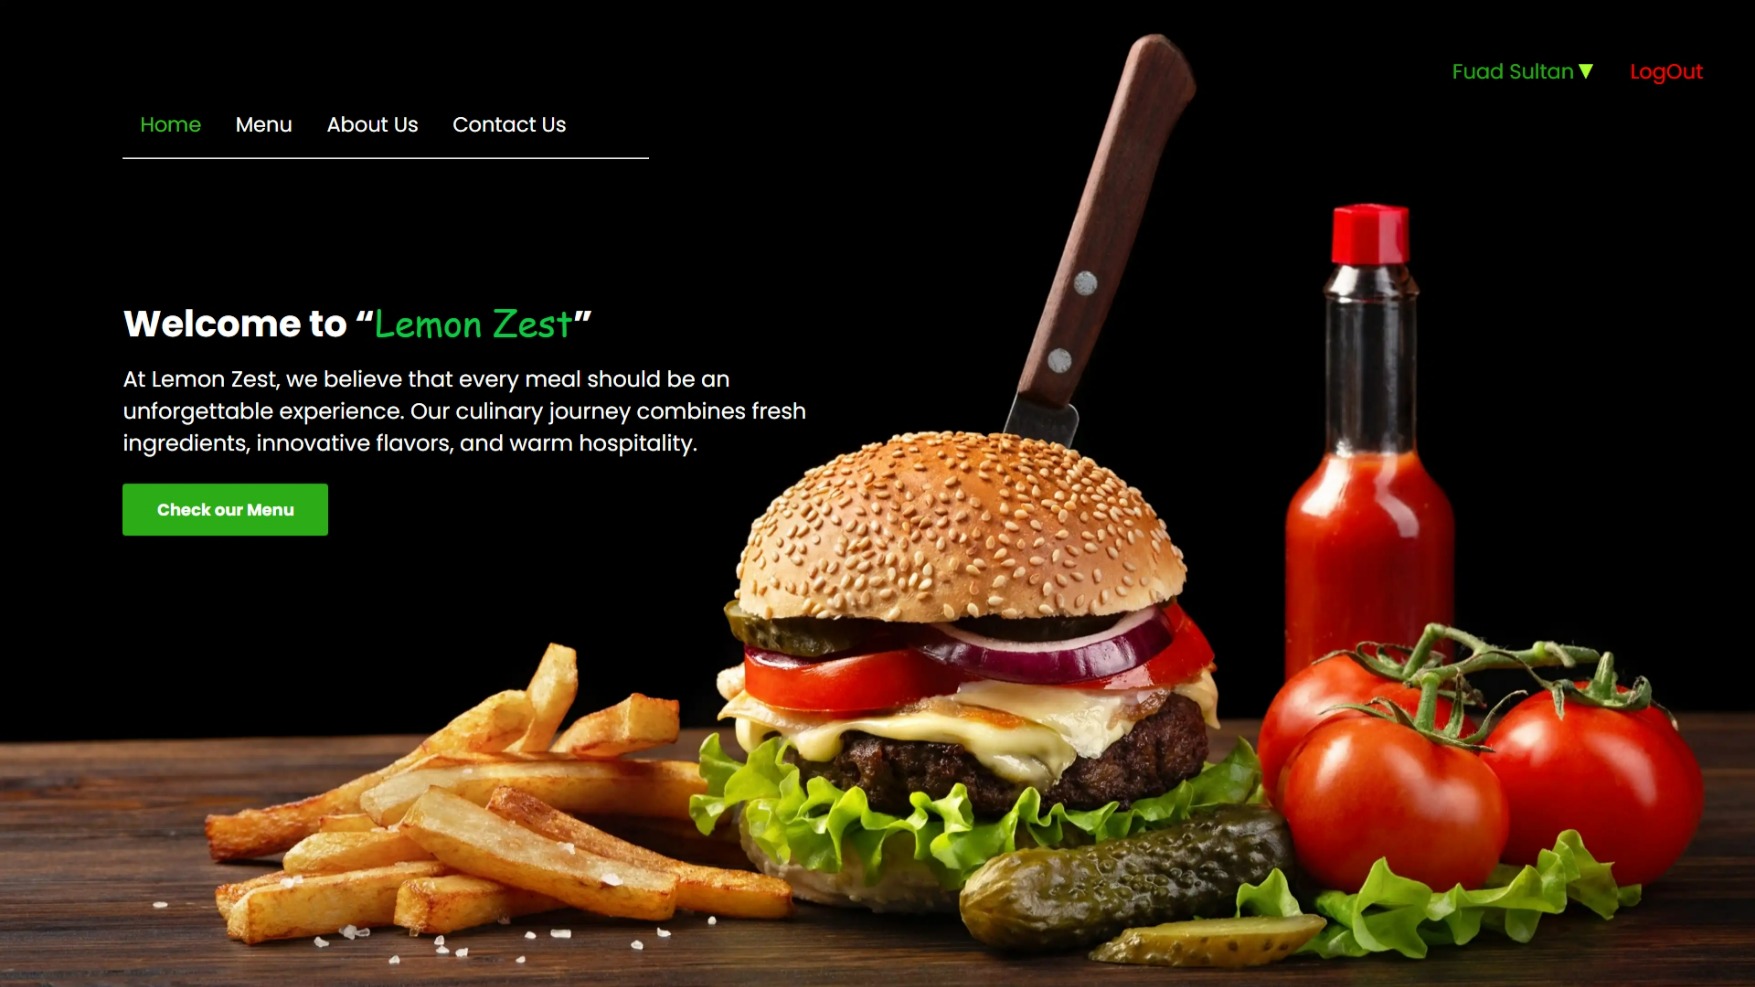 Fuad Sultan▼ LogOut
Home Menu About Us Contact Us
Welcome to “Lemon Zest”
At Lemon Zest, we believe that every meal should be an
unforgettable experience. Our culinary journey combines fresh
ingredients, innovative flavors, and warm hospitality.
Check our Menu